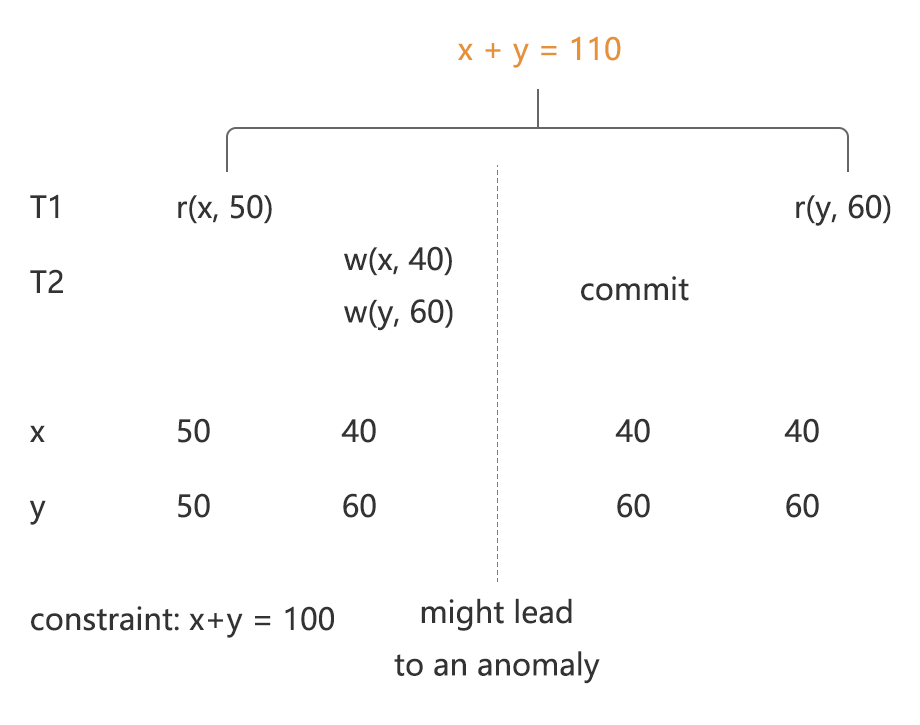 x + y = 110
T1 r(x, 50) r(y, 60)
w(x, 40)
T2 commit
w(y, 60)
x 50 40 40 40
y 50 60 60 60
constraint: x+y = 100
might lead
to an anomaly